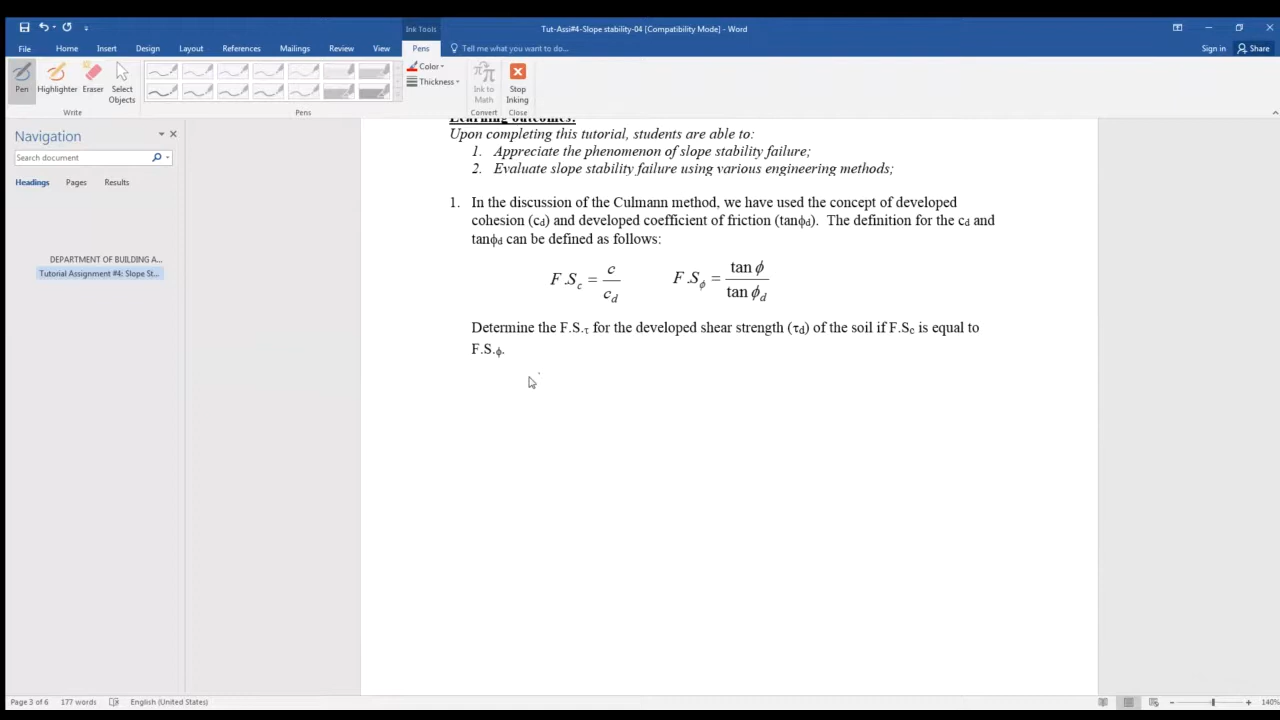 Ink Tools
Tut-Assi#4-Slope stability-04 [Compatibility Mode] - Word
File Home Insert Design Layout References Mailings Review View Pens Tell me what you want to do... Sign in Share
Pen Highlighter Eraser Select Objects
Color
Thickness
Ink to Math
Stop Inking
Write Pens Convert Close
Navigation
Search document
Headings Pages Results
DEPARTMENT OF BUILDING A...
Tutorial Assignment #4: Slope St...
Learning outcomes:
Upon completing this tutorial, students are able to:
1. Appreciate the phenomenon of slope stability failure;
2. Evaluate slope stability failure using various engineering methods;
1. In the discussion of the Culmann method, we have used the concept of developed
cohesion (cd) and developed coefficient of friction (tanϕd). The definition for the cd and
tanϕd can be defined as follows:
F.Sc = c / cd F.Sϕ = tan ϕ / tan ϕd
Determine the F.S.τ for the developed shear strength (τd) of the soil if F.Sc is equal to
F.S.ϕ.
Page 3 of 6 177 words English (United States) 140%